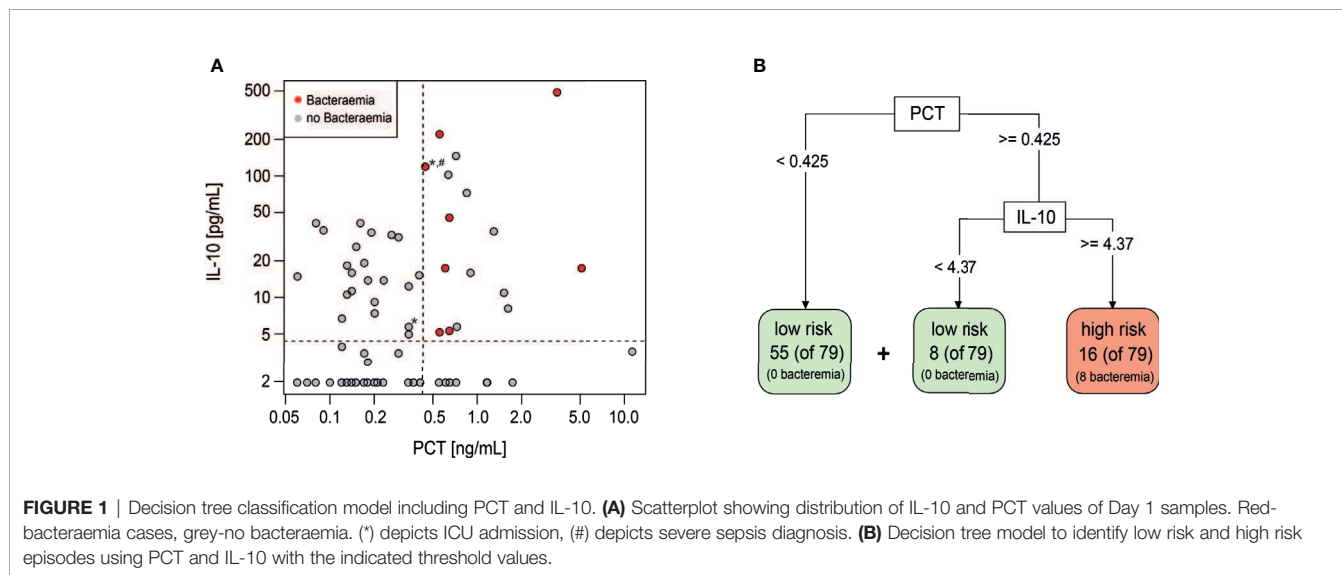 A
500
200
100
50
20
10
5
2
IL-10 [pg/mL]
Bacteraemia
no Bacteraemia
*,#
*
0.05
0.1
0.2
0.5
1.0
2.0
5.0
10.0
PCT [ng/mL]
B
PCT
< 0.425
>= 0.425
IL-10
< 4.37
>= 4.37
low risk
55 (of 79)
(0 bacteremia)
+
low risk
8 (of 79)
(0 bacteremia)
high risk
16 (of 79)
(8 bacteremia)
FIGURE 1 | Decision tree classification model including PCT and IL-10. (A) Scatterplot showing distribution of IL-10 and PCT values of Day 1 samples. Red-
bacteraemia cases, grey-no bacteraemia. (*) depicts ICU admission, (#) depicts severe sepsis diagnosis. (B) Decision tree model to identify low risk and high risk
episodes using PCT and IL-10 with the indicated threshold values.